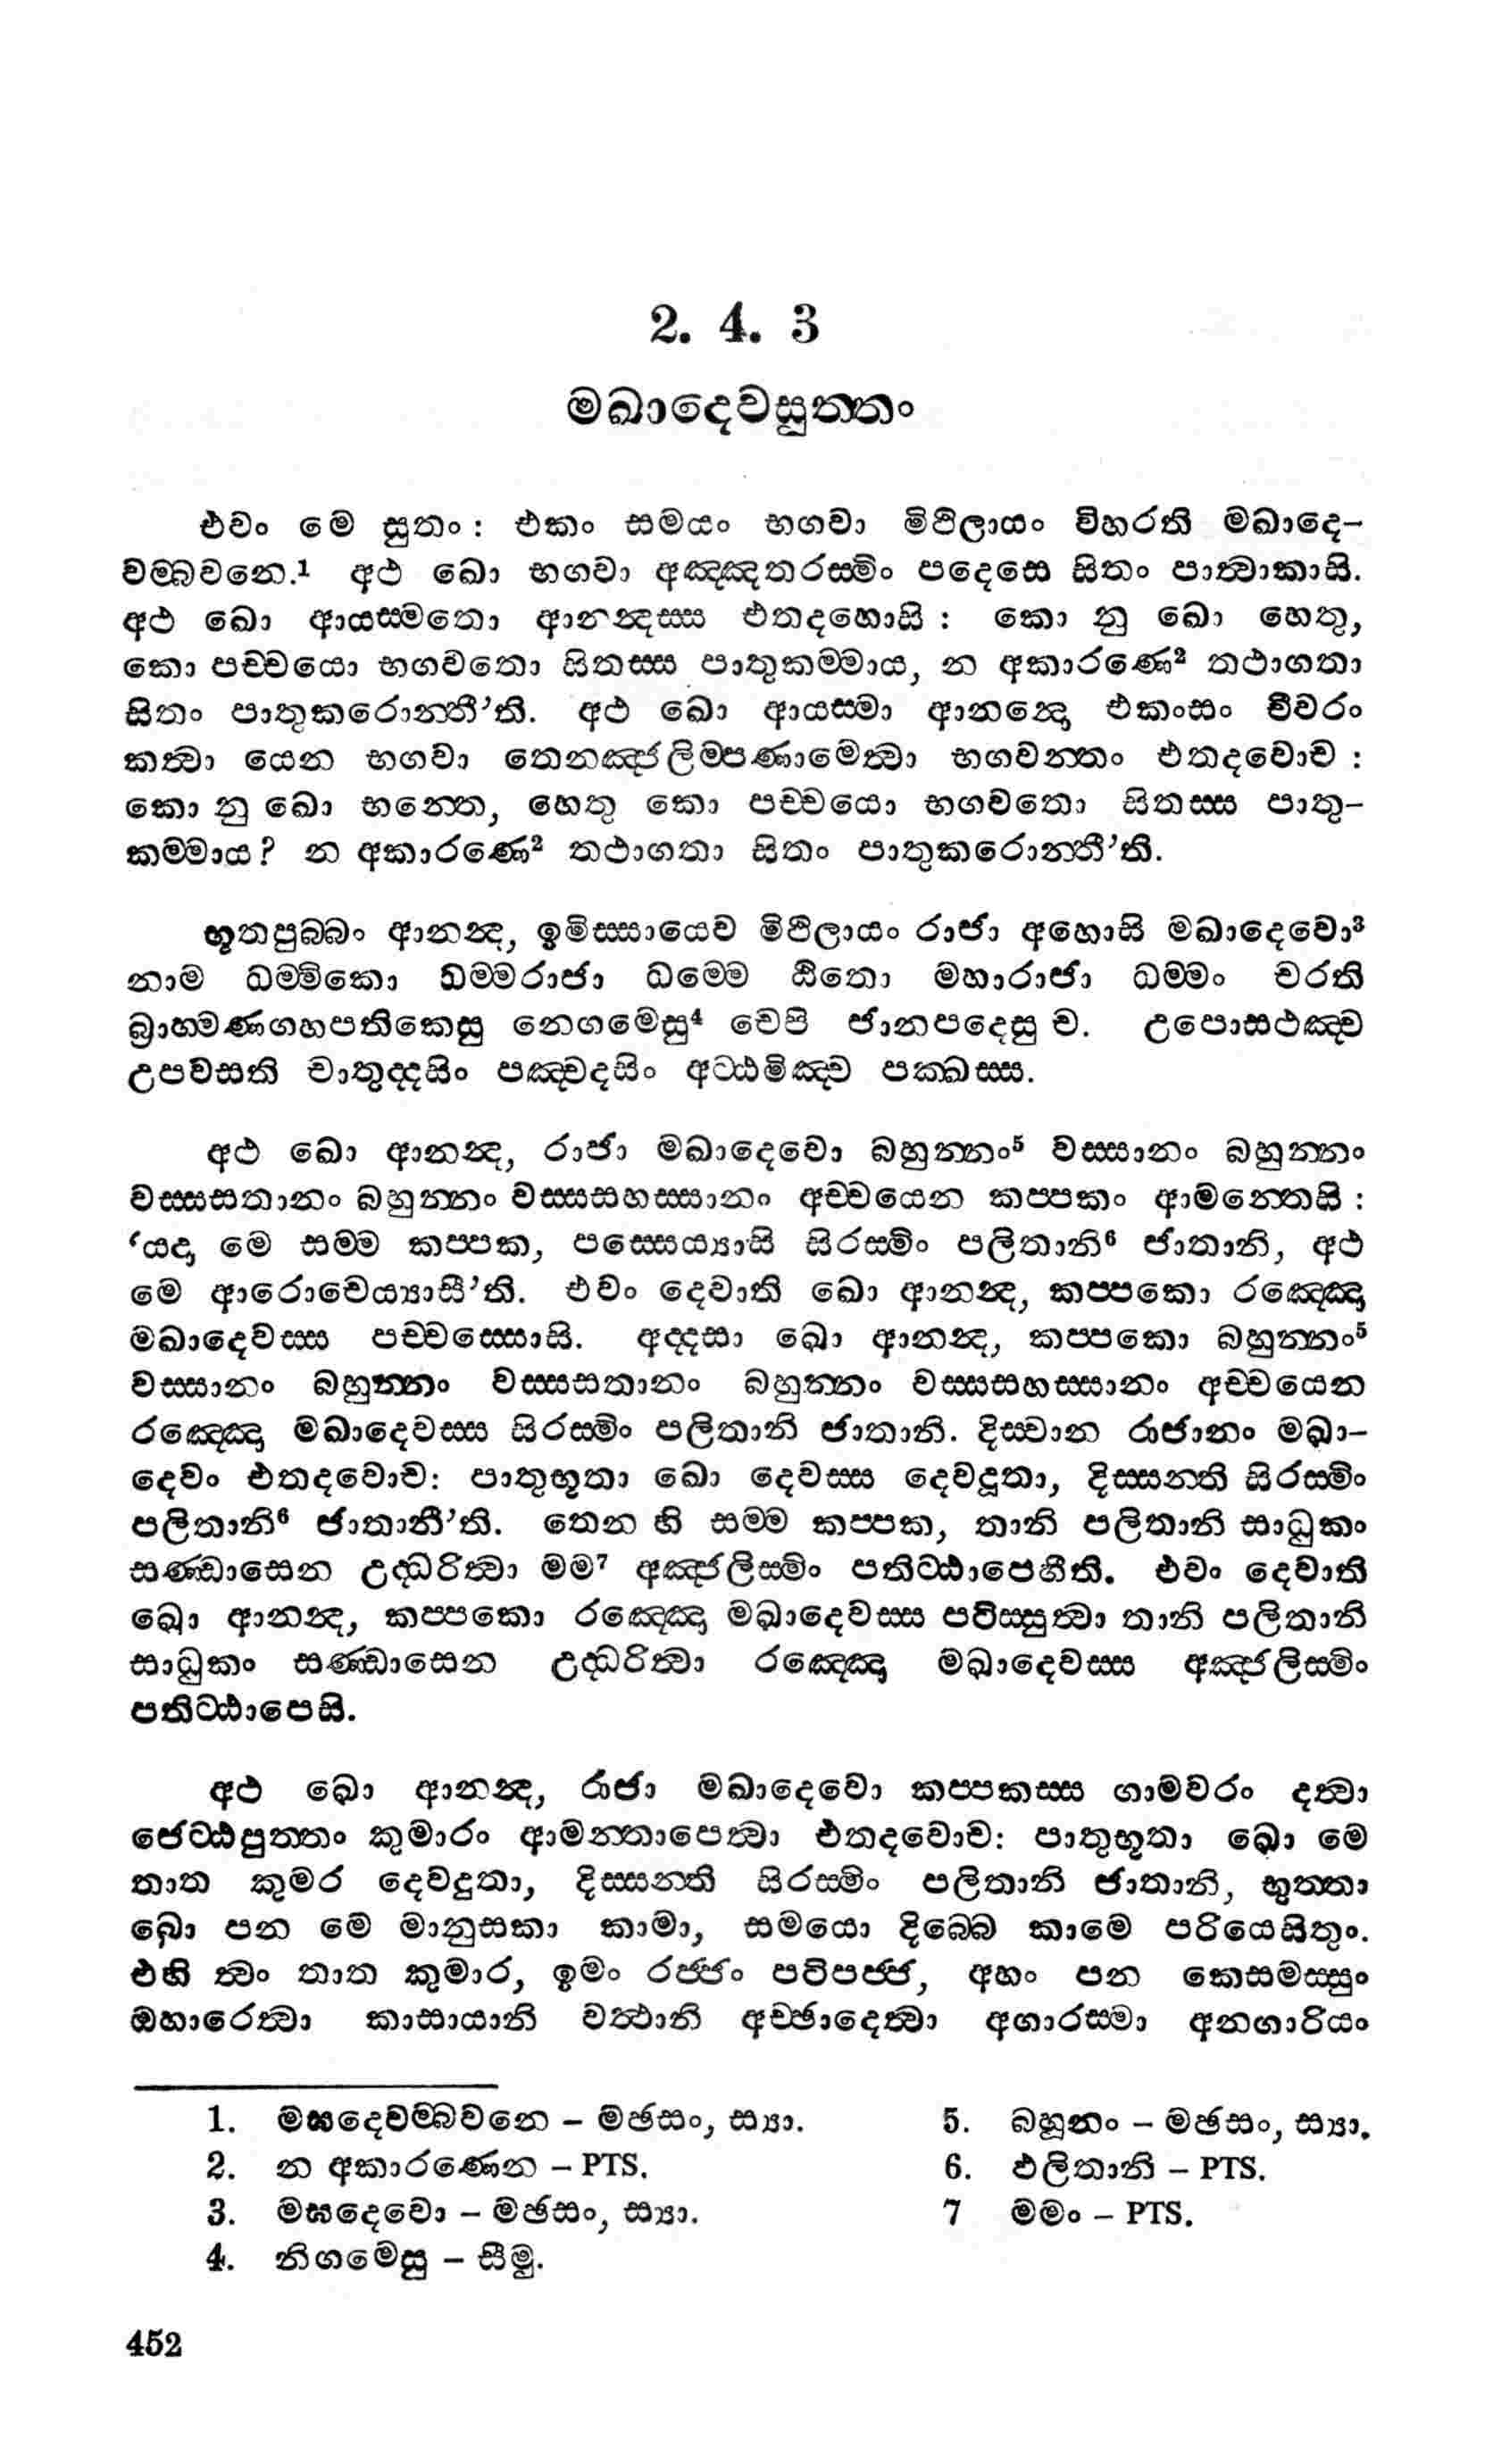 2. 4. 3
මඛාදෙවසුත්තං
එවං මෙ සුතං: එකං සමයං භගවා මිථිලායං විහරති මඛාදෙ-
වම්බවනෙ.¹ අථ ඛො භගවා අඤ්ඤතරස්මිං පදෙසෙ සිතං පාත්වාකාසි.
අථ ඛො ආයස්මතො ආනන්දස්ස එතදහොසි : කො නු ඛො හෙතු,
කො පච්චයො භගවතො සිතස්ස පාතුකම්මාය, න අකාරණෙ² තථාගතා
සිතං පාතුකරොන්තී’ති. අථ ඛො ආයස්මා ආනන්දො එකංසං චීවරං
කත්වා යෙන භගවා තෙනඤ්ජලිම්පණාමෙත්වා භගවන්තං එතදවොච :
කො නු ඛො භන්තෙ, හෙතු කො පච්චයො භගවතො සිතස්ස පාතු-
කම්මාය? න අකාරණෙ² තථාගතා සිතං පාතුකරොන්තී’ති.
භූතපුබ්බං ආනන්ද, ඉමිස්සායෙව මිථිලායං රාජා අහොසි මඛාදෙවො³
නාම ධම්මිකො ධම්මරාජා ධම්මෙ ඨිතො මහාරාජා ධම්මං චරති
බ්‍රාහ්මණගහපතිකෙසු නෙගමෙසු⁴ චෙපි ජානපදෙසු ච. උපොසථඤ්ච
උපවසති චාතුද්දසිං පඤ්චදසිං අට්ඨමිඤ්ච පක්ඛස්ස.
අථ ඛො ආනන්ද, රාජා මඛාදෙවො බහුන්නං⁵ වස්සානං බහුන්නං
වස්සසතානං බහුන්නං වස්සසහස්සානං අච්චයෙන කප්පකං ආමන්තෙසි :
‘යදා මෙ සම්ම කප්පක, පස්සෙය්‍යාසි සිරස්මිං පලිතානි⁶ ජාතානි, අථ
මෙ ආරොචෙය්‍යාසී’ති. එවං දෙවාති ඛො ආනන්ද, කප්පකො රඤ්ඤො
මඛාදෙවස්ස පච්චස්සොසි. අද්දසා ඛො ආනන්ද, කප්පකො බහුන්නං⁵
වස්සානං බහුන්නං වස්සසතානං බහුන්නං වස්සසහස්සානං අච්චයෙන
රඤ්ඤො මඛාදෙවස්ස සිරස්මිං පලිතානි ජාතානි. දිස්වාන රාජානං මඛා-
දෙවං එතදවොච: පාතුභූතා ඛො දෙවස්ස දෙවදූතා, දිස්සන්ති සිරස්මිං
පලිතානි⁶ ජාතානී’ති. තෙන හි සම්ම කප්පක, තානි පලිතානි සාධුකං
සණ්ඩාසෙන උද්ධරිත්වා මම⁷ අඤ්ජලිස්මිං පතිට්ඨාපෙහීති. එවං දෙවාති
ඛො ආනන්ද, කප්පකො රඤ්ඤො මඛාදෙවස්ස පටිස්සුත්වා තානි පලිතානි
සාධුකං සණ්ඩාසෙන උද්ධරිත්වා රඤ්ඤො මඛාදෙවස්ස අඤ්ජලිස්මිං
පතිට්ඨාපෙසි.
අථ ඛො ආනන්ද, රාජා මඛාදෙවො කප්පකස්ස ගාමවරං දත්වා
ජෙට්ඨපුත්තං කුමාරං ආමන්තාපෙත්වා එතදවොච: පාතුභූතා ඛො මෙ
තාත කුමර දෙවදුතා, දිස්සන්ති සිරස්මිං පලිතානි ජාතානි, භුත්තා
ඛො පන මෙ මානුසකා කාමා, සමයො දිබ්බෙ කාමෙ පරියෙසිතුං.
එහි ත්වං තාත කුමාර, ඉමං රජ්ජං පටිපජ්ජ, අහං පන කෙසමස්සුං
ඔහාරෙත්වා කාසායානි වත්ථානි අච්ඡාදෙත්වා අගාරස්මා අනගාරියං
1. මඝදෙවම්බවනෙ – මඡසං, ස්‍යා.
2. න අකාරණෙන – PTS.
3. මඝදෙවො – මඡසං, ස්‍යා.
4. නිගමෙසු – සීමු.
5. බහූනං – මඡසං, ස්‍යා.
6. ඵලිතානි – PTS.
7 මමං – PTS.
452